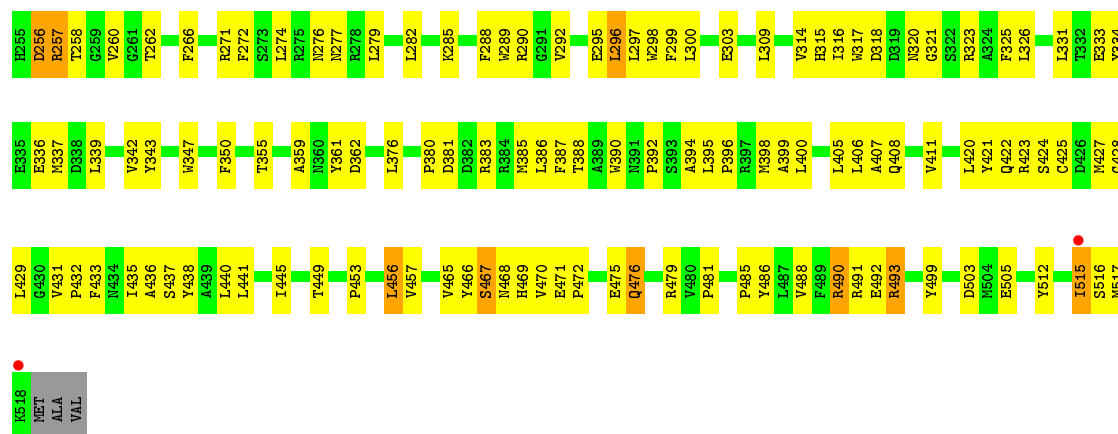 H255 D256 R257 T258 G259 V260 G261 T262 F266 R271 F272 S273 L274 R275 N276 N277 R278 L279 L282 K285 F288 W289 R290 G291 V292 E295 L296 L297 W298 F299 L300 E303 L309 V314 H315 I316 W317 D318 D319 N320 G321 S322 R323 A324 F325 L326 L331 T332 E333 Y334
E335 E336 M337 D338 L339 V342 Y343 W347 F350 T355 A359 N360 Y361 D362 L376 P380 D381 D382 R383 R384 M385 L386 F387 T388 A389 W390 N391 P392 S393 A394 L395 P396 R397 M398 A399 L400 L405 L406 A407 Q408 V411 L420 Y421 Q422 R423 S424 C425 D426 M427 G428
L429 G430 V431 P432 F433 N434 I435 A436 S437 Y438 A439 L440 L441 I445 T449 P453 L456 V457 V465 Y466 S467 N468 H469 V470 E471 P472 E475 Q476 R479 V480 P481 P485 Y486 L487 V488 F489 R490 R491 E492 R493 Y499 D503 M504 E505 Y512 I515 S516 M517
K518 MET ALA VAL